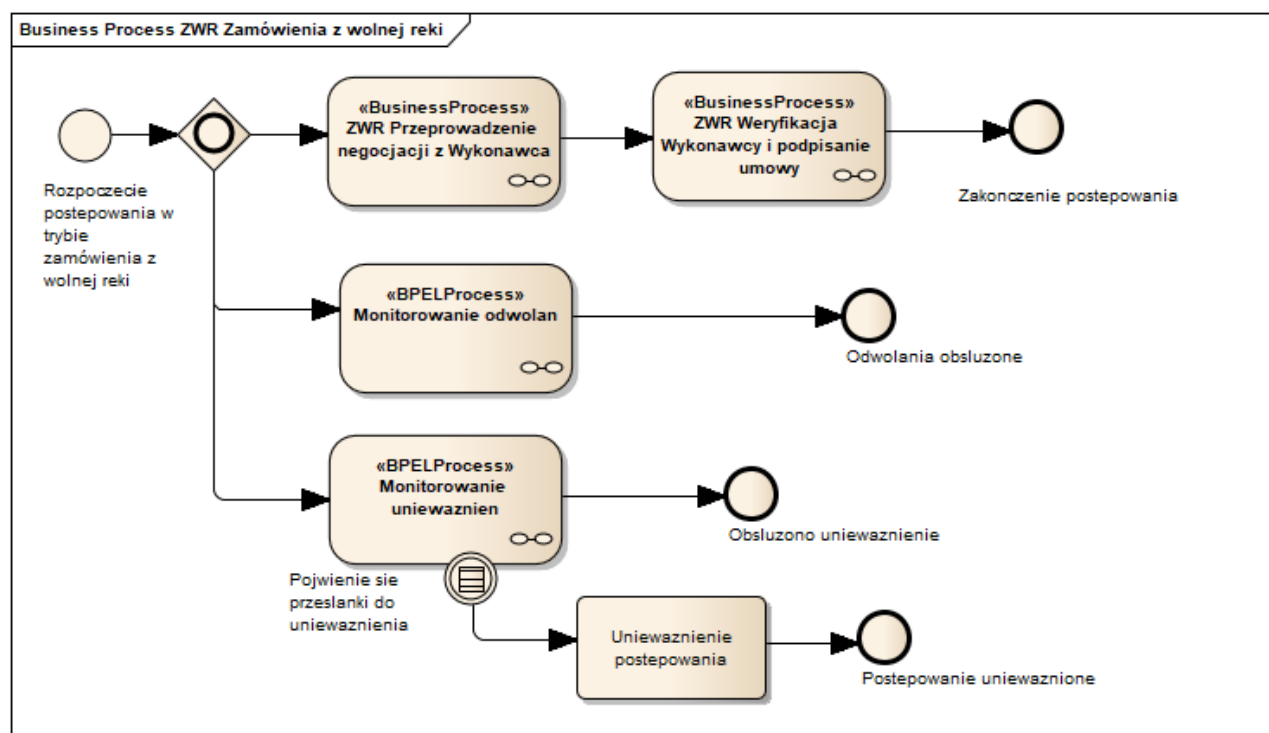 Business Process ZWR Zamówienia z wolnej reki
Rozpoczecie
postepowania w
trybie
zamówienia z
wolnej reki
«BusinessProcess»
ZWR Przeprowadzenie
negocjacji z Wykonawca
«BusinessProcess»
ZWR Weryfikacja
Wykonawcy i podpisanie
umowy
Zakonczenie postepowania
«BPELProcess»
Monitorowanie odwolan
Odwolania obsluzone
«BPELProcess»
Monitorowanie
uniewaznien
Obsluzono uniewaznienie
Pojwienie sie
przeslanki do
uniewaznienia
Uniewaznienie
postepowania
Postepowanie uniewaznione